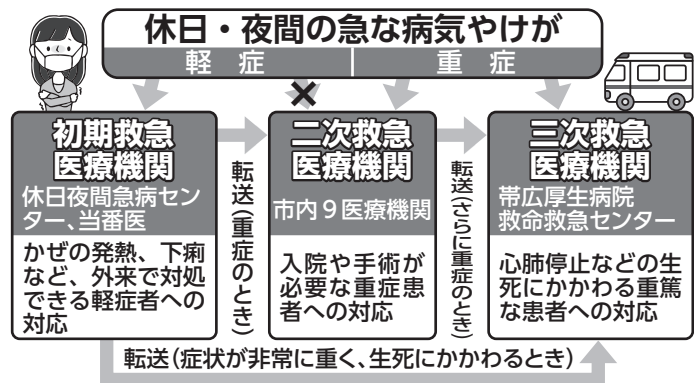 休日・夜間の急な病気やけが
軽症
重症
初期救急
医療機関
休日夜間急病セン
ター、当番医
かぜの発熱、下痢
など、外来で対処
できる軽症者への
対応
転送(重症のとき)
二次救急
医療機関
市内9医療機関
入院や手術が
必要な重症患
者への対応
転送(さらに重症のとき)
三次救急
医療機関
帯広厚生病院
救命救急センター
心肺停止などの生
死にかかわる重篤
な患者への対応
転送(症状が非常に重く、生死にかかわるとき)